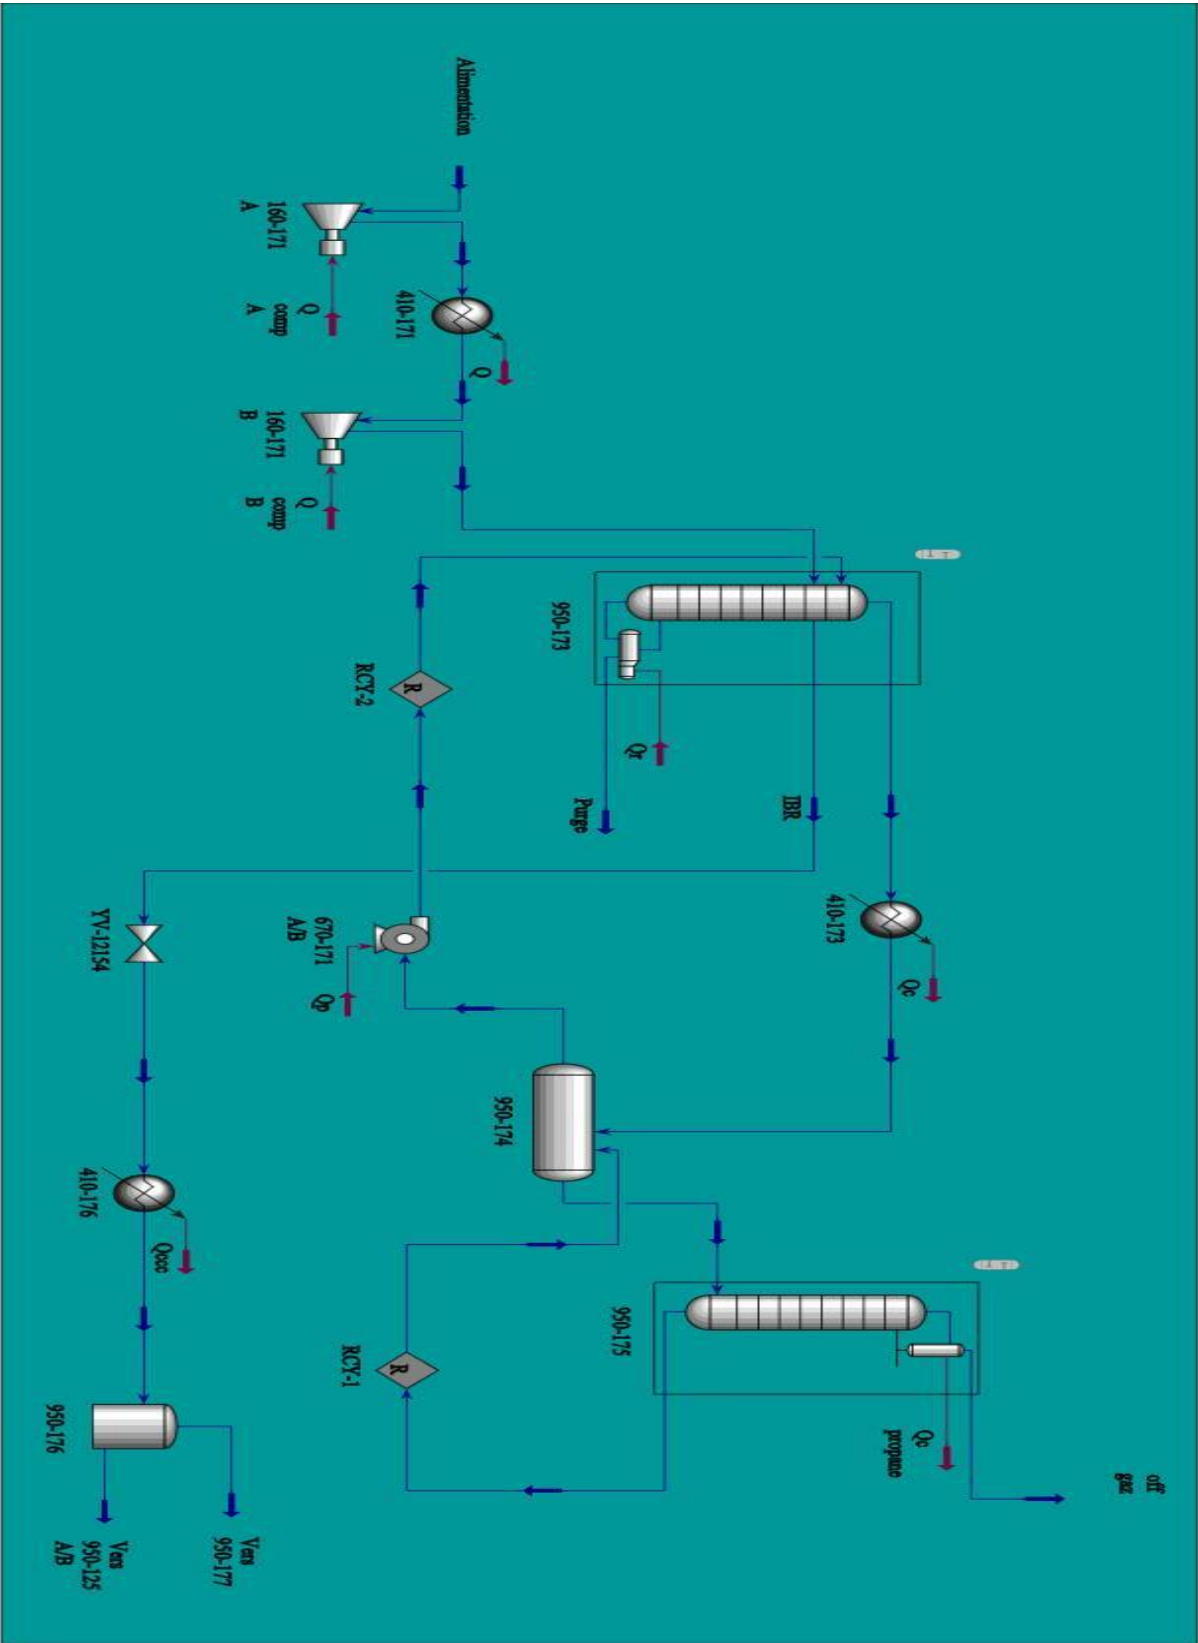 Alimentation
160-171
A
Q
comp
A
410-171
Q
160-171
B
Q
comp
B
950-173
Qr
Purge
IBR
410-173
Qc
R
RCY-2
670-171
A/B
Qp
YV-12154
950-174
410-176
Qccc
950-175
Qc
propane
off
gaz
R
RCY-1
950-176
Vers
950-177
Vers
950-125
A/B